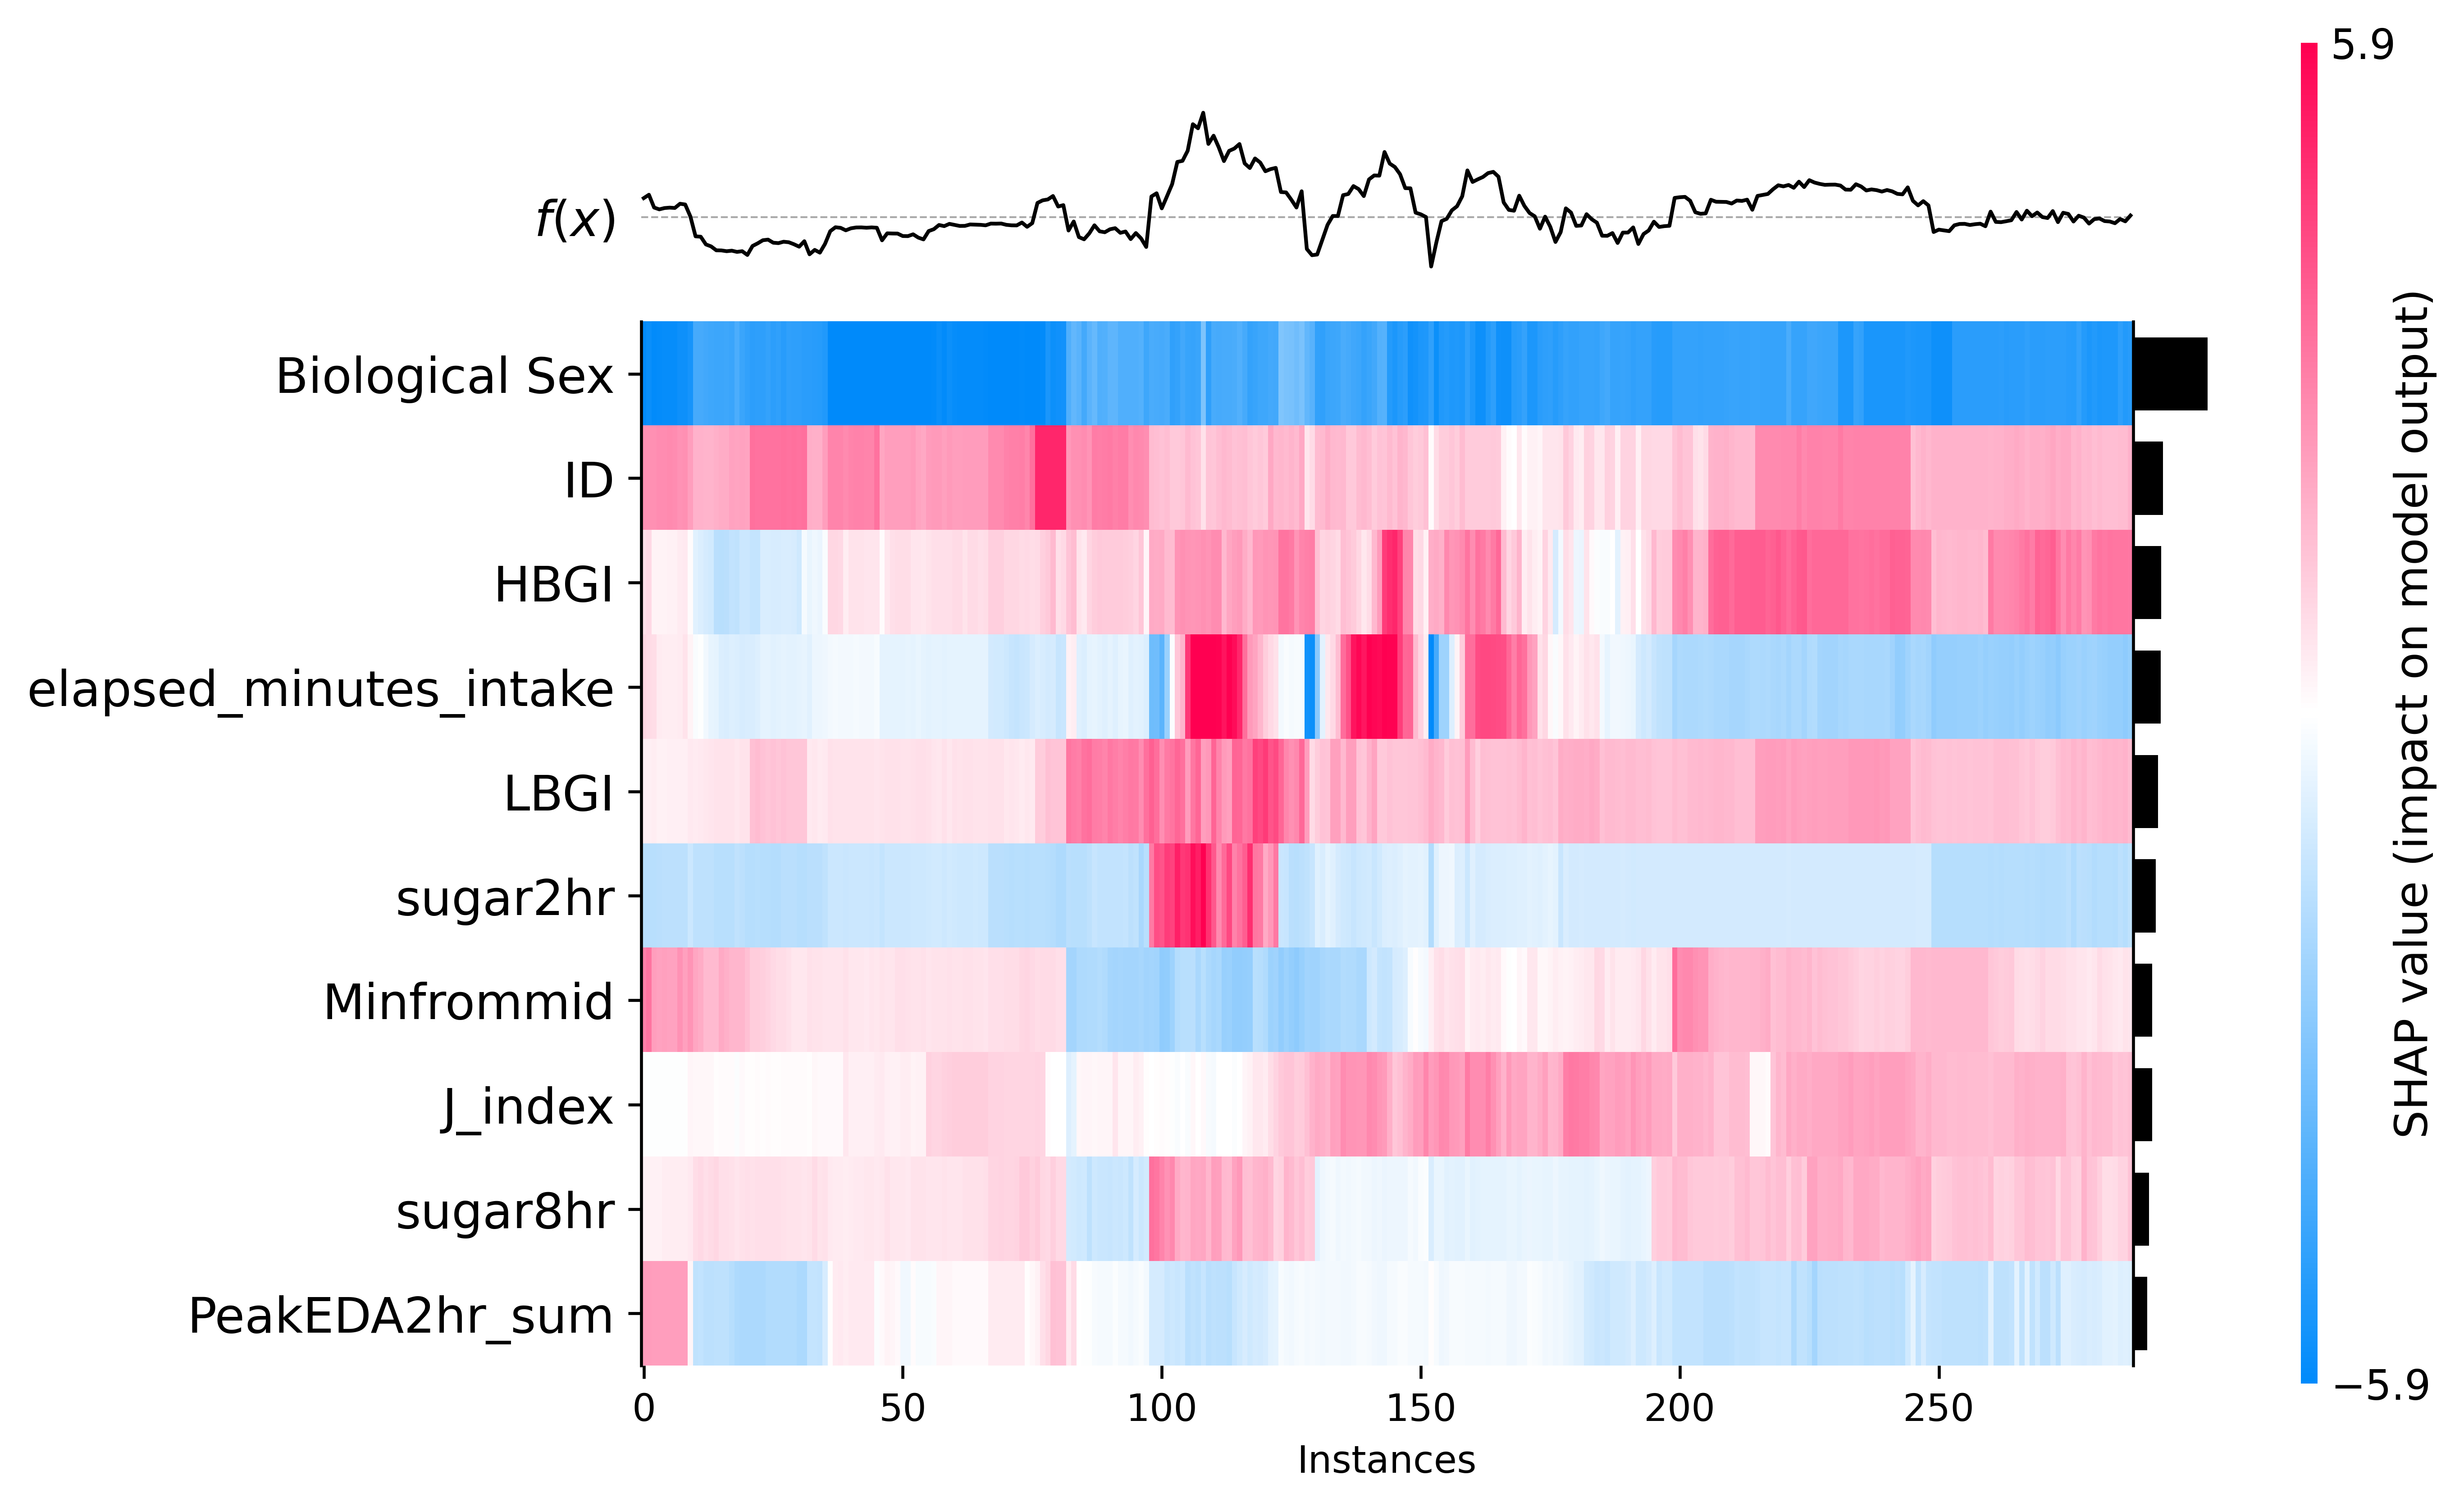 5.9
f(x)
Biological Sex
ID
HBGI
elapsed_minutes_intake
LBGI
sugar2hr
Minfrommid
J_index
sugar8hr
PeakEDA2hr_sum
0 50 100 150 200 250
Instances
SHAP value (impact on model output)
−5.9